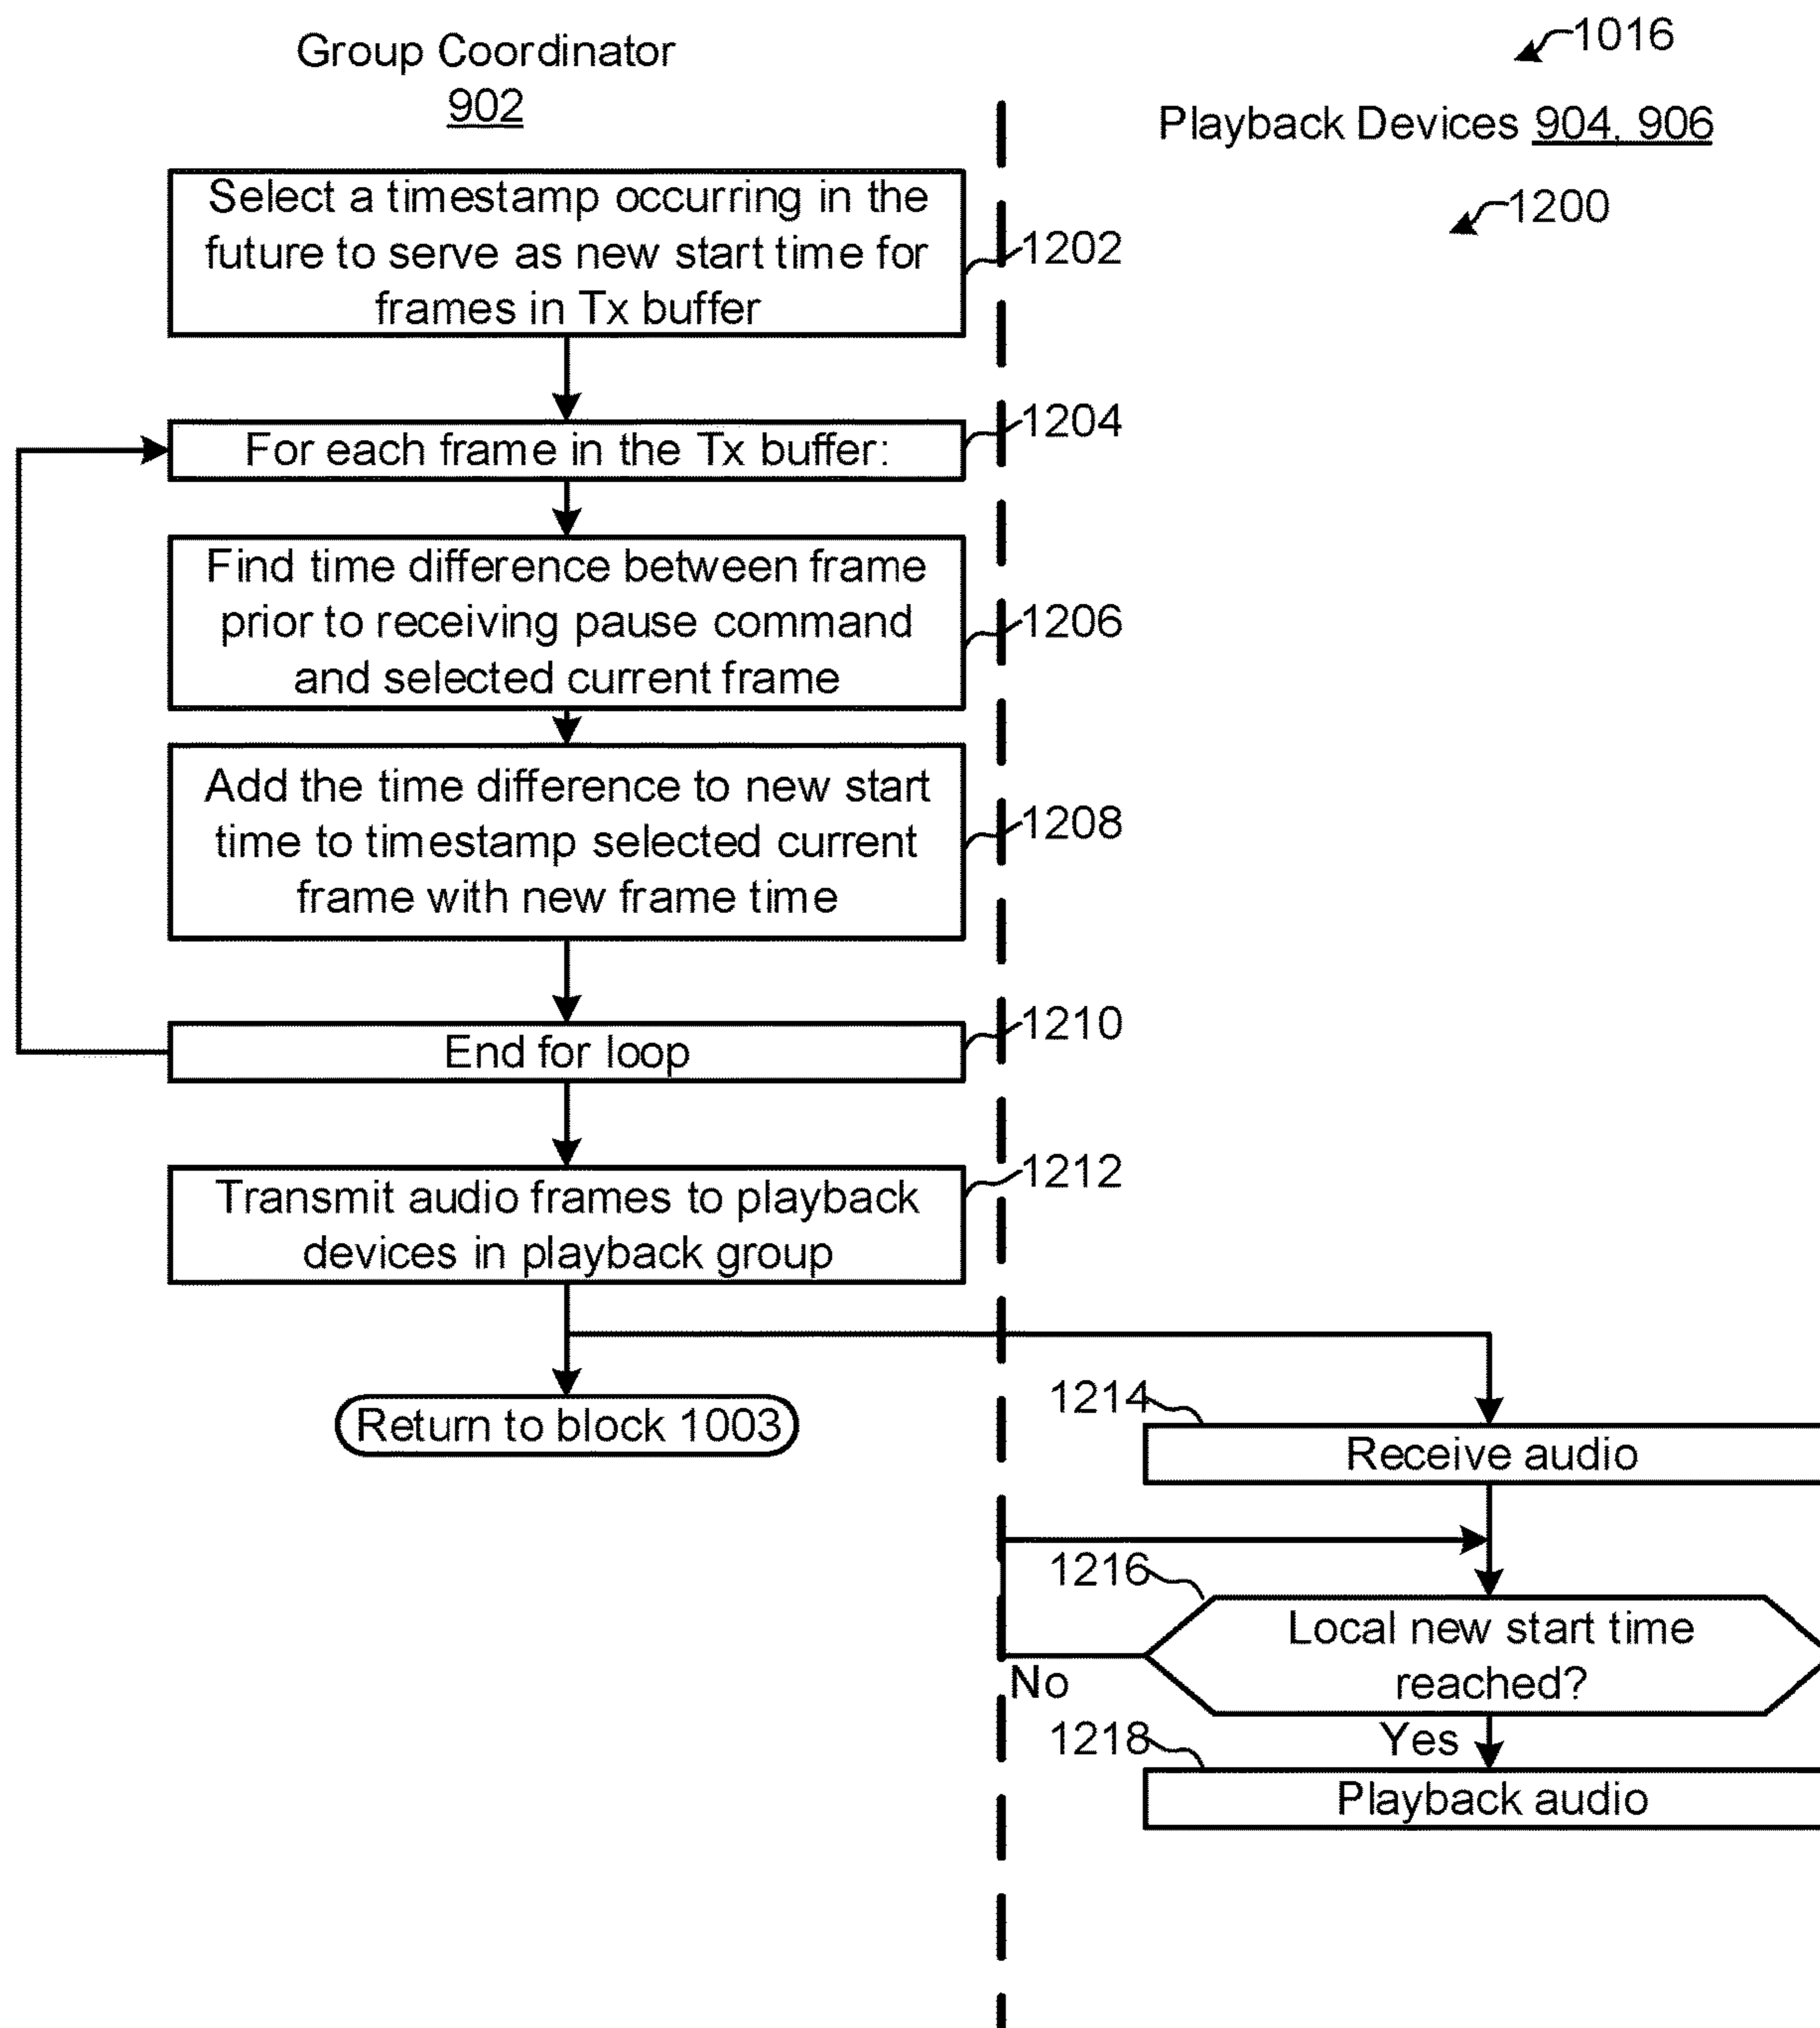 Group Coordinator
902
1016
Playback Devices 904, 906
1200
Select a timestamp occurring in the
future to serve as new start time for
frames in Tx buffer
1202
For each frame in the Tx buffer:
1204
Find time difference between frame
prior to receiving pause command
and selected current frame
1206
Add the time difference to new start
time to timestamp selected current
frame with new frame time
1208
End for loop
1210
Transmit audio frames to playback
devices in playback group
1212
Return to block 1003
1214
Receive audio
1216
Local new start time
reached?
No
Yes
1218
Playback audio